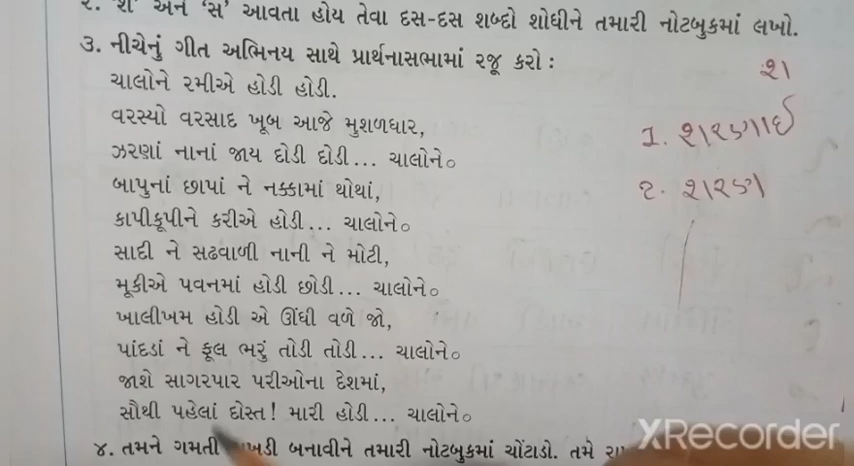 ૨. 'શ' અને 'સ' આવતા હોય તેવા દસ-દસ શબ્દો શોધીને તમારી નોટબુકમાં લખો.
૩. નીચેનું ગીત અભિનય સાથે પ્રાર્થનાસભામાં રજૂ કરો :
ચાલોને રમીએ હોડી હોડી.
વરસ્યો વરસાદ ખૂબ આજે મુશળધાર,
ઝરણાં નાનાં જાય દોડી દોડી... ચાલોને૦
બાપુનાં છાપાં ને નક્કામાં થોથાં,
કાપીકૂપીને કરીએ હોડી... ચાલોને૦
સાદી ને સઢવાળી નાની ને મોટી,
મૂકીએ પવનમાં હોડી છોડી... ચાલોને૦
ખાલીખમ હોડી એ ઊંઘી વળે જો,
પાંદડાં ને ફૂલ ભરું તોડી તોડી... ચાલોને૦
જાશે સાગરપાર પરીઓના દેશમાં,
સૌથી પહેલાં દોસ્ત! મારી હોડી... ચાલોને૦
૪. તમને ગમતી બનાવીને તમારી નોટબુકમાં ચોંટાડો. તમે
શ
૧. શરણાઈ
૨. શરણ
XRecorder